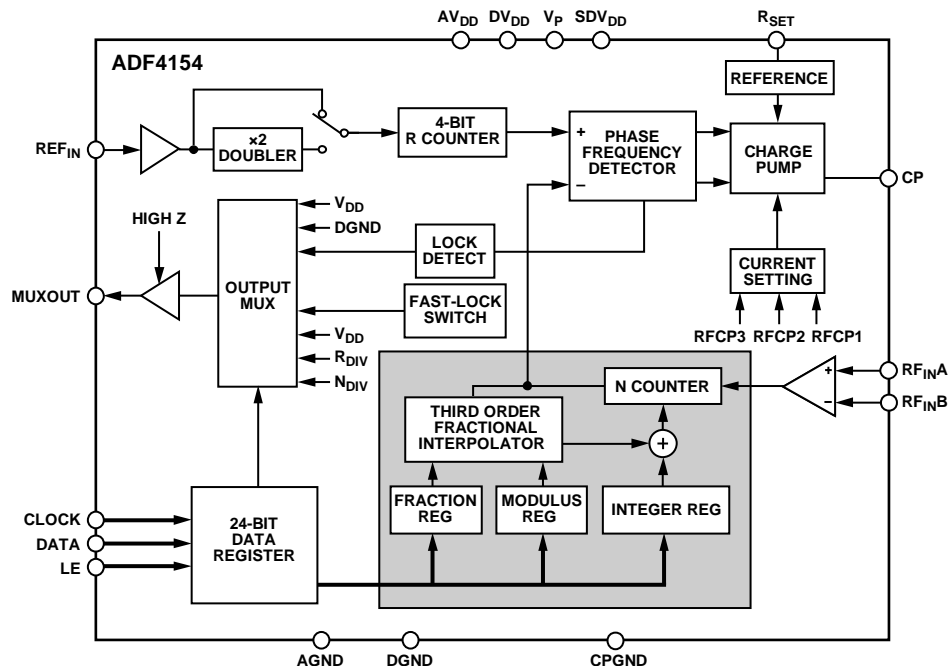 AVDD DVDD VP SDVDD RSET
ADF4154
REFERENCE
REFIN
×2
DOUBLER
4-BIT
R COUNTER
+
−
PHASE
FREQUENCY
DETECTOR
CHARGE
PUMP
CP
HIGH Z
MUXOUT
OUTPUT
MUX
VDD
DGND
LOCK
DETECT
FAST-LOCK
SWITCH
VDD
RDIV
NDIV
CURRENT
SETTING
RFCP3 RFCP2 RFCP1
N COUNTER
+
−
RFINA
RFINB
THIRD ORDER
FRACTIONAL
INTERPOLATOR
+
FRACTION
REG
MODULUS
REG
INTEGER REG
CLOCK
DATA
LE
24-BIT
DATA
REGISTER
AGND DGND CPGND